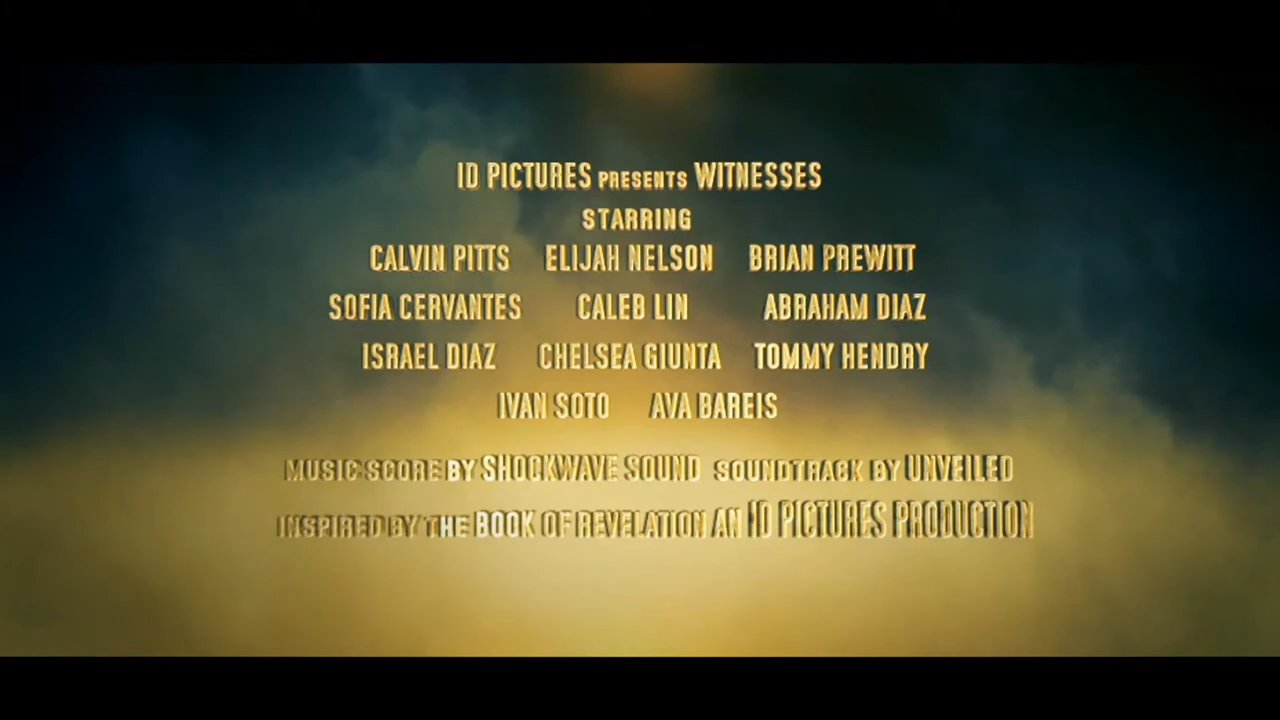 ID PICTURES PRESENTS WITNESSES
STARRING
CALVIN PITTS ELIJAH NELSON BRIAN PREWITT
SOFIA CERVANTES CALEB LIN ABRAHAM DIAZ
ISRAEL DIAZ CHELSEA GIUNTA TOMMY HENDRY
IVAN SOTO AVA BAREIS
MUSIC SCORE BY SHOCKWAVE SOUND SOUNDTRACK BY UNVEILED
INSPIRED BY THE BOOK OF REVELATION AN ID PICTURES PRODUCTION